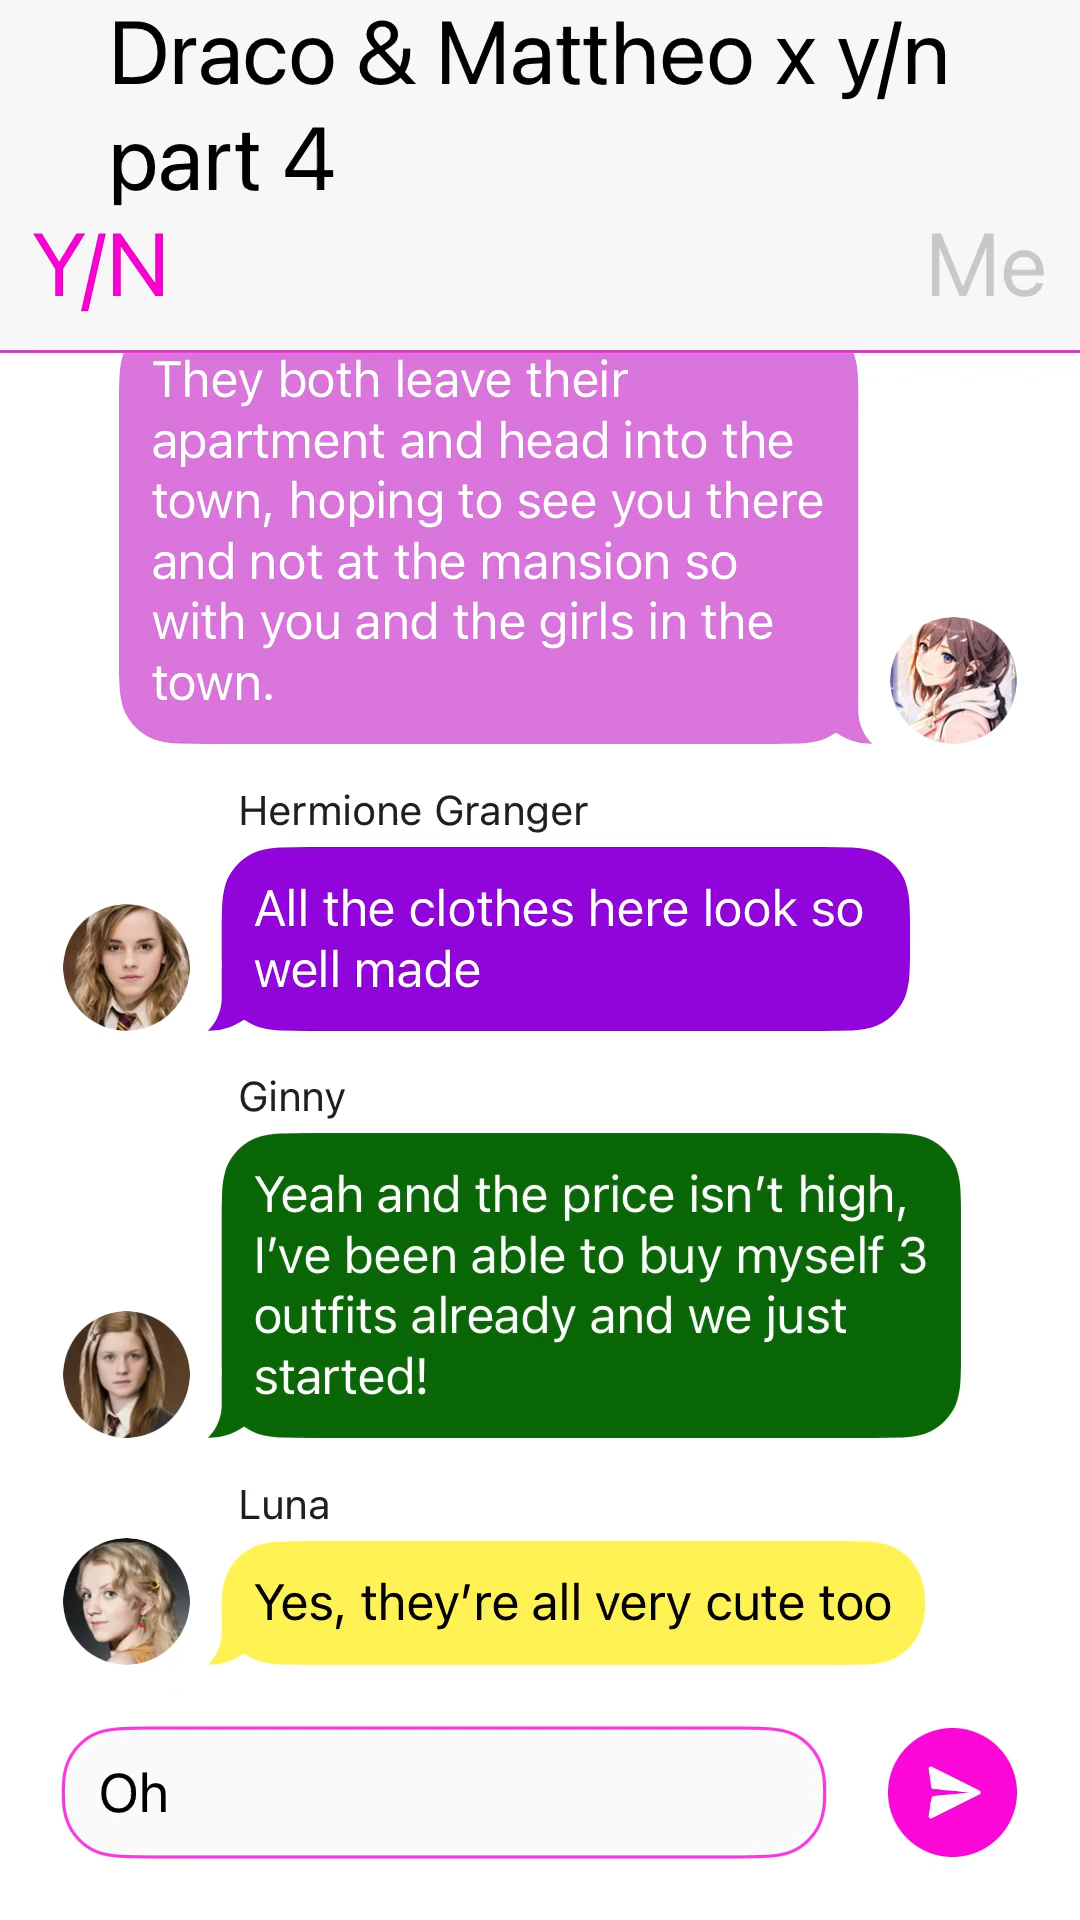 Draco & Mattheo x y/n
part 4
Y/N
Me
They both leave their
apartment and head into the
town, hoping to see you there
and not at the mansion so
with you and the girls in the
town.
Hermione Granger
All the clothes here look so
well made
Ginny
Yeah and the price isn’t high,
I’ve been able to buy myself 3
outfits already and we just
started!
Luna
Yes, they’re all very cute too
Oh